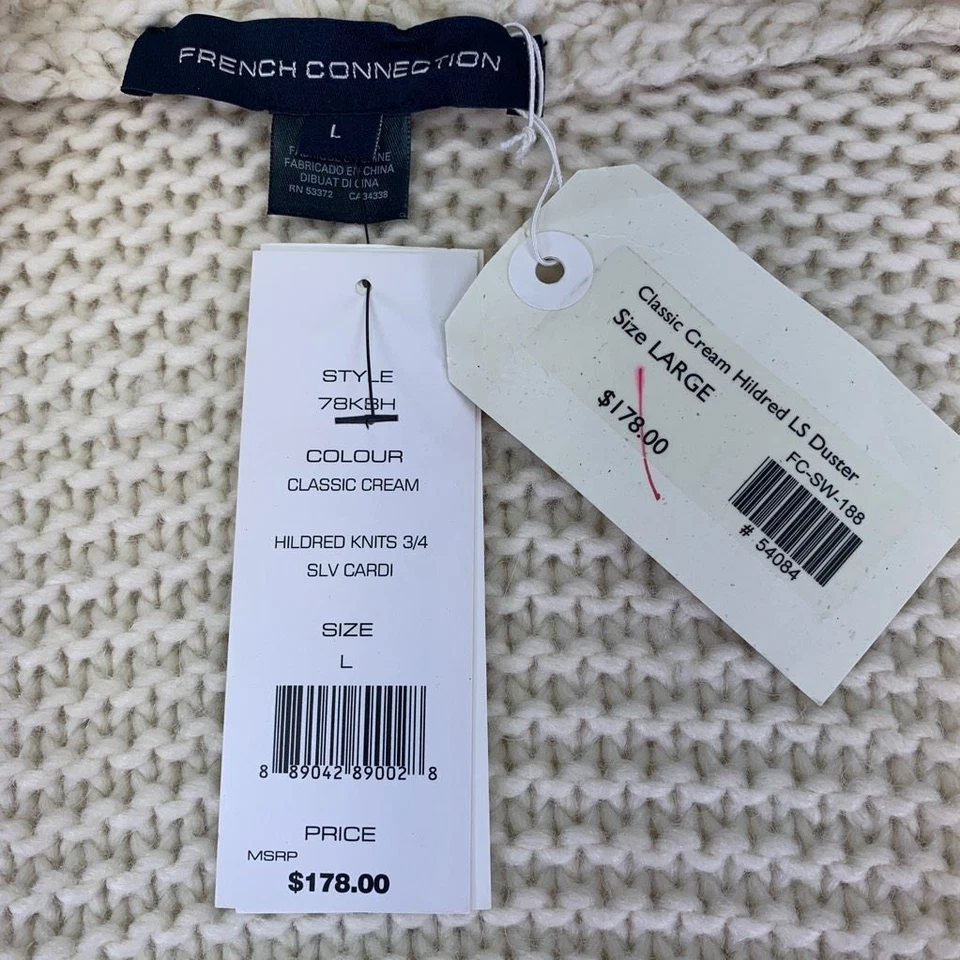 FRENCH CONNECTION
L
FABRICADO EN CHINA
DIBUAT DI CINA
RN 53372 CA 34338
STYLE
78KBH
COLOUR
CLASSIC CREAM
HILDRED KNITS 3/4
SLV CARDI
SIZE
L
8 89042 89002 8
PRICE
MSRP
$178.00
Classic Cream Hildred LS Duster
Size LARGE
$178.00
FC-SW-188
# 54084